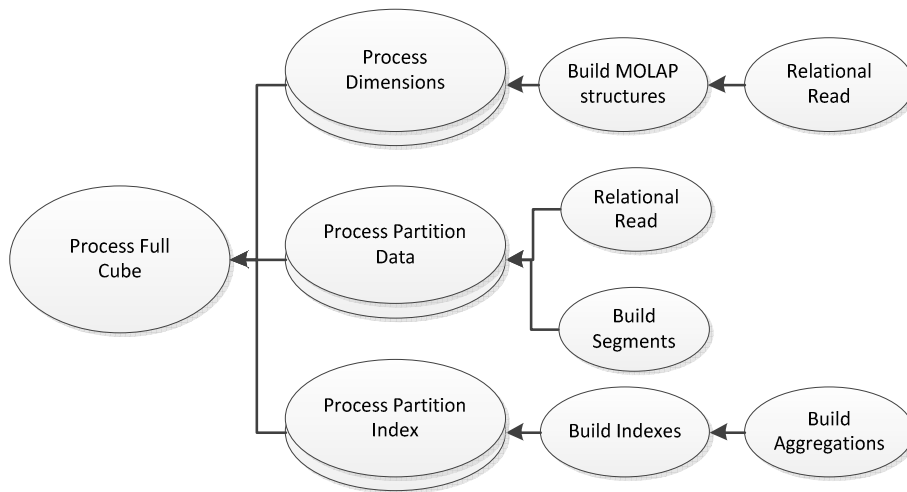 Process
Dimensions
Build MOLAP
structures
Relational
Read
Process Full
Cube
Process Partition
Data
Relational
Read
Build
Segments
Process Partition
Index
Build Indexes
Build
Aggregations